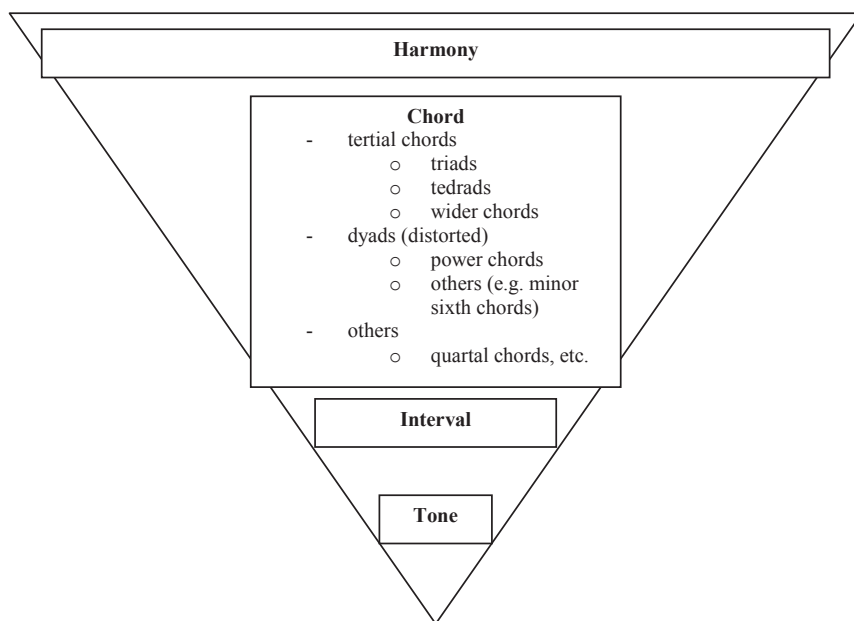 Harmony
Chord
- tertial chords
o triads
o tedrads
o wider chords
- dyads (distorted)
o power chords
o others (e.g. minor
sixth chords)
- others
o quartal chords, etc.
Interval
Tone